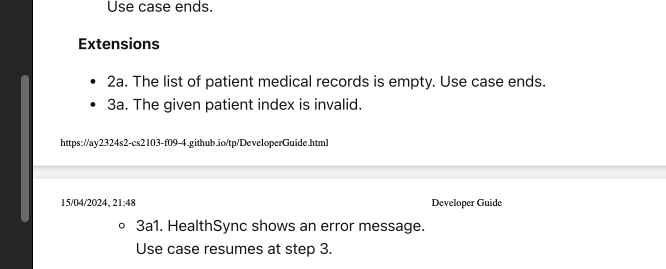 Use case ends.
Extensions
• 2a. The list of patient medical records is empty. Use case ends.
• 3a. The given patient index is invalid.
https://ay2324s2-cs2103-f09-4.github.io/tp/DeveloperGuide.html
15/04/2024, 21:48 Developer Guide
◦ 3a1. HealthSync shows an error message.
Use case resumes at step 3.